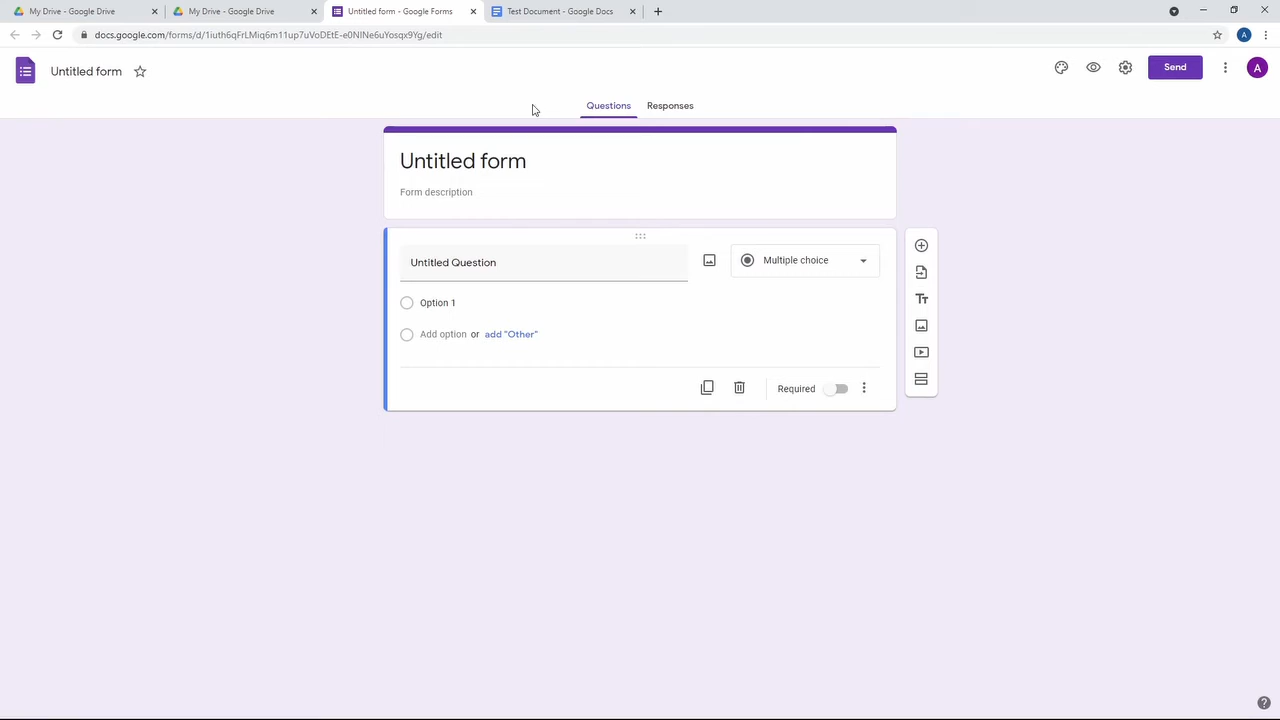 My Drive - Google Drive
My Drive - Google Drive
Untitled form - Google Forms
Test Document - Google Docs
docs.google.com/forms/d/1iuth6qFrLMiq6m11up7uVoDEtE-e0NINe6uYosqx9Yg/edit
A
Untitled form
Send
A
Questions
Responses
Untitled form
Form description
Untitled Question
Multiple choice
Option 1
Add option or add "Other"
Required